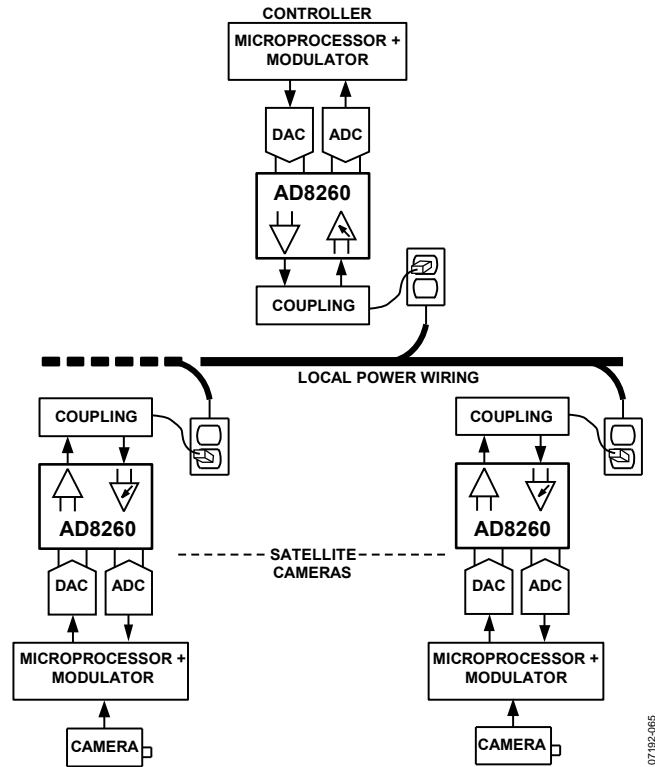 CONTROLLER
MICROPROCESSOR +
MODULATOR
DAC
ADC
AD8260
COUPLING
LOCAL POWER WIRING
COUPLING
AD8260
DAC
ADC
MICROPROCESSOR +
MODULATOR
CAMERA
SATELLITE
CAMERAS
COUPLING
AD8260
DAC
ADC
MICROPROCESSOR +
MODULATOR
CAMERA
07192-065